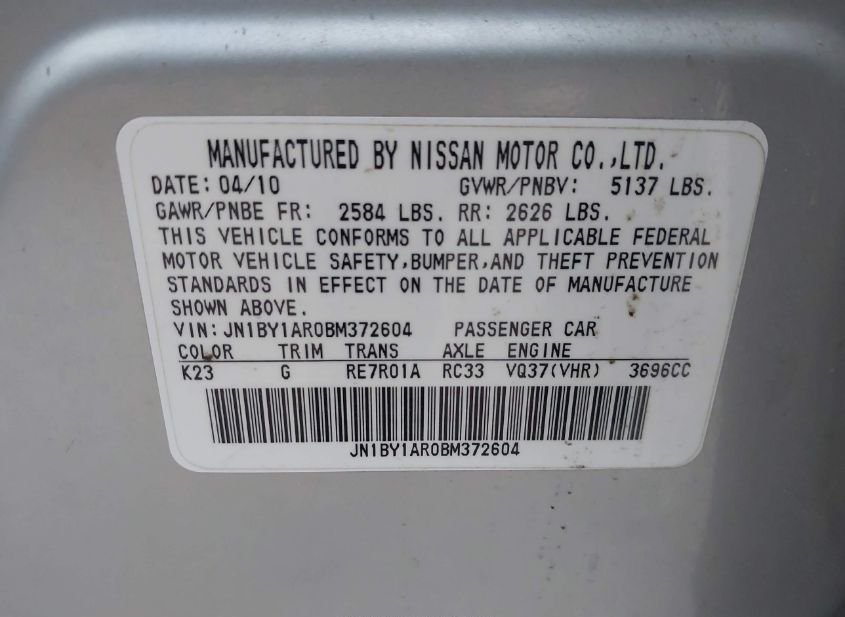 MANUFACTURED BY NISSAN MOTOR CO.,LTD.
DATE: 04/10 GVWR/PNBV: 5137 LBS.
GAWR/PNBE FR: 2584 LBS. RR: 2626 LBS.
THIS VEHICLE CONFORMS TO ALL APPLICABLE FEDERAL
MOTOR VEHICLE SAFETY,BUMPER,AND THEFT PREVENTION
STANDARDS IN EFFECT ON THE DATE OF MANUFACTURE
SHOWN ABOVE.
VIN: JN1BY1AR0BM372604 PASSENGER CAR
COLOR TRIM TRANS AXLE ENGINE
K23 G RE7R01A RC33 VQ37(VHR) 3696CC
JN1BY1AR0BM372604